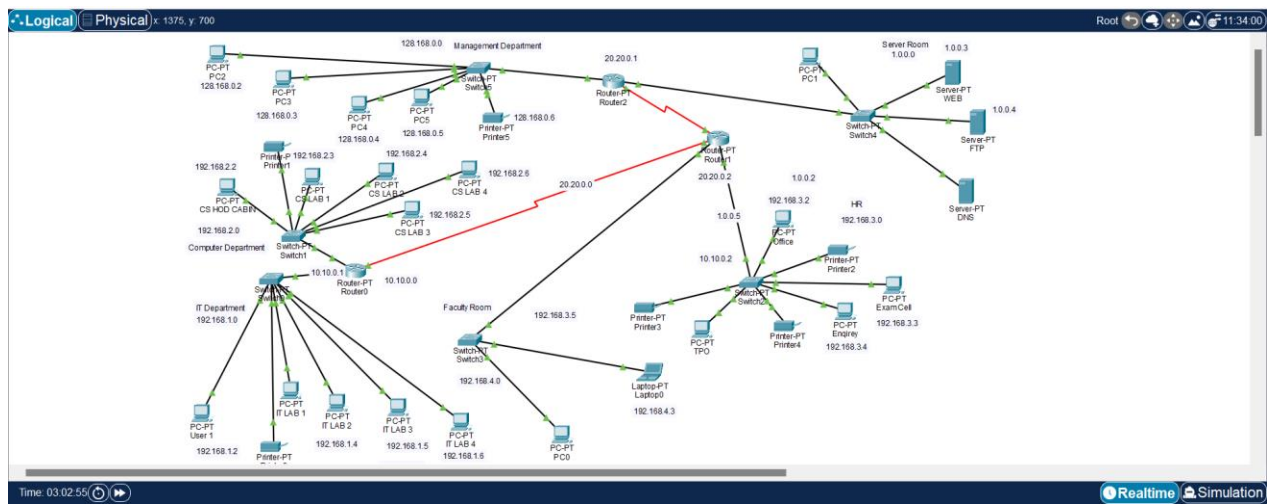 Logical
Physical
x: 1375, y: 700
Root
11:34:00
128.168.0.0
Management Department
20.20.0.1
Server Room
1.0.0.0
1.0.0.3
PC-PT
PC2
128.168.0.2
PC-PT
PC3
128.168.0.3
PC-PT
PC4
128.168.0.4
PC-PT
PC5
128.168.0.5
Switch-PT
Switch5
128.168.0.6
Printer-PT
Printer5
Router-PT
Router2
PC-PT
PC1
Server-PT
WEB
1.0.0.4
Switch-PT
Switch4
Server-PT
FTP
Server-PT
DNS
Router-PT
Router1
20.20.0.2
20.20.0.0
192.168.2.2
Printer1
192.168.2.3
192.168.2.4
192.168.2.6
PC-PT
CS HOD CABIN
PC-PT
CS LAB 1
PC-PT
CS LAB 2
PC-PT
CS LAB 4
192.168.2.5
PC-PT
CS LAB 3
192.168.2.0
Computer Department
Switch-PT
Switch1
10.10.0.1
Router-PT
Router0
10.10.0.0
1.0.0.2
192.168.3.2
HR
192.168.3.0
1.0.0.5
PC-PT
Office
10.10.0.2
Printer-PT
Printer2
Switch-PT
Switch2
PC-PT
ExamCell
192.168.3.3
Printer-PT
Printer3
PC-PT
TPO
Printer-PT
Printer4
PC-PT
Enqirey
192.168.3.4
IT Department
192.168.1.0
Faculty Room
192.168.3.5
Switch-PT
Switch3
192.168.4.0
Laptop-PT
Laptop0
192.168.4.3
PC-PT
PC0
PC-PT
User 1
192.168.1.2
PC-PT
IT LAB 1
PC-PT
IT LAB 2
192.168.1.4
PC-PT
IT LAB 3
192.168.1.5
PC-PT
IT LAB 4
192.168.1.6
Printer-PT
Time: 03:02:55
Realtime
Simulation